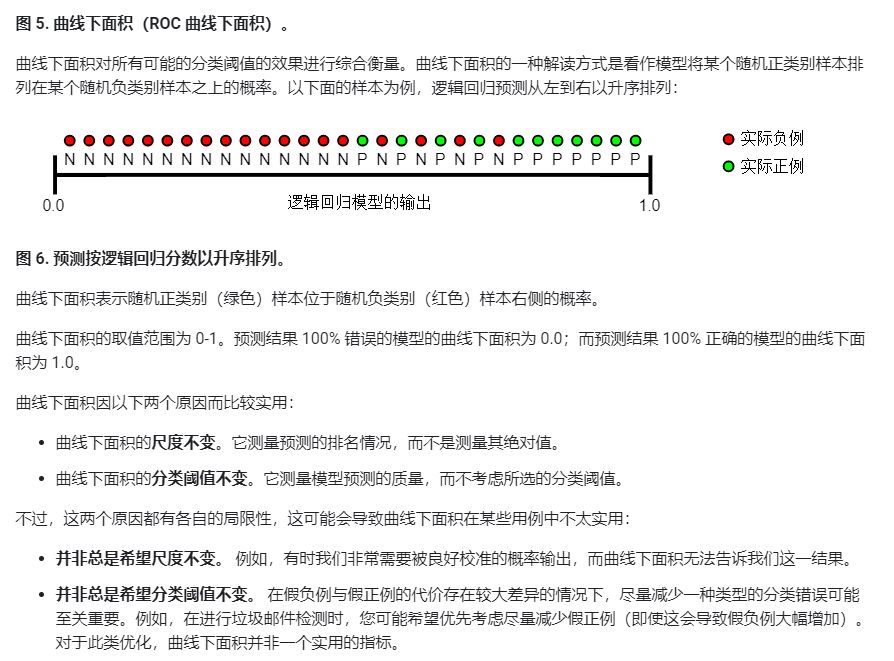 图 5. 曲线下面积（ROC 曲线下面积）。
曲线下面积对所有可能的分类阈值的效果进行综合衡量。曲线下面积的一种解读方式是看作模型将某个随机正类别样本排
列在某个随机负类别样本之上的概率。以下面的样本为例，逻辑回归预测从左到右以升序排列：
实际负例
N N N N N N N N N N N N N N N P N P N P N P N P P P P P P P
实际正例
0.0 逻辑回归模型的输出 1.0
图 6. 预测按逻辑回归分数以升序排列。
曲线下面积表示随机正类别（绿色）样本位于随机负类别（红色）样本右侧的概率。
曲线下面积的取值范围为 0-1。预测结果 100% 错误的模型的曲线下面积为 0.0；而预测结果 100% 正确的模型的曲线下面
积为 1.0。
曲线下面积因以下两个原因而比较实用：
• 曲线下面积的尺度不变。它测量预测的排名情况，而不是测量其绝对值。
• 曲线下面积的分类阈值不变。它测量模型预测的质量，而不考虑所选的分类阈值。
不过，这两个原因都有各自的局限性，这可能会导致曲线下面积在某些用例中不太实用：
• 并非总是希望尺度不变。 例如，有时我们非常需要被良好校准的概率输出，而曲线下面积无法告诉我们这一结果。
• 并非总是希望分类阈值不变。 在假负例与假正例的代价存在较大差异的情况下，尽量减少一种类型的分类错误可能
至关重要。例如，在进行垃圾邮件检测时，您可能希望优先考虑尽量减少假正例（即使这会导致假负例大幅增加）。
对于此类优化，曲线下面积并非一个实用的指标。